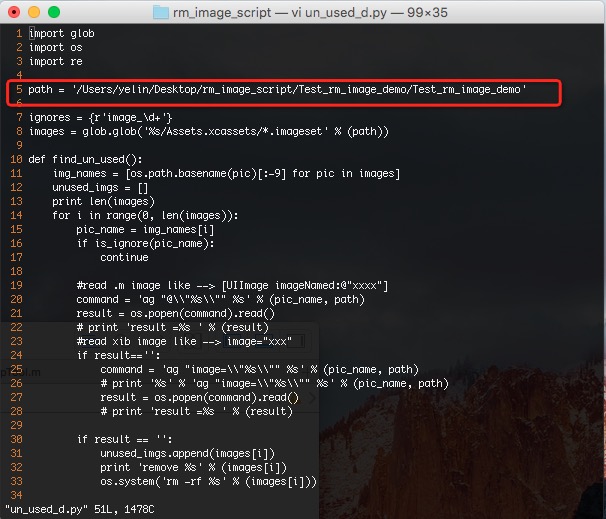 rm_image_script — vi un_used_d.py — 99×35
1 import glob
2 import os
3 import re
4
5 path = '/Users/yelin/Desktop/rm_image_script/Test_rm_image_demo/Test_rm_image_demo'
6
7 ignores = {r'image_\d+'}
8 images = glob.glob('%s/Assets.xcassets/*.imageset' % (path))
9
10 def find_un_used():
11     img_names = [os.path.basename(pic)[:-9] for pic in images]
12     unused_imgs = []
13     print len(images)
14     for i in range(0, len(images)):
15         pic_name = img_names[i]
16         if is_ignore(pic_name):
17             continue
18
19         #read .m image like --> [UIImage imageNamed:@"xxxx"]
20         command = 'ag "@\\"%s\\"" %s' % (pic_name, path)
21         result = os.popen(command).read()
22         # print 'result =%s ' % (result)
23         #read xib image like --> image="xxx"
24         if result=='':
25             command = 'ag "image=\\"%s\\"" %s' % (pic_name, path)
26             # print '%s' % 'ag "image=\\"%s\\"" %s' % (pic_name, path)
27             result = os.popen(command).read()
28             # print 'result =%s ' % (result)
29
30         if result == '':
31             unused_imgs.append(images[i])
32             print 'remove %s' % (images[i])
33             os.system('rm -rf %s' % (images[i]))
34
"un_used_d.py" 51L, 1478C